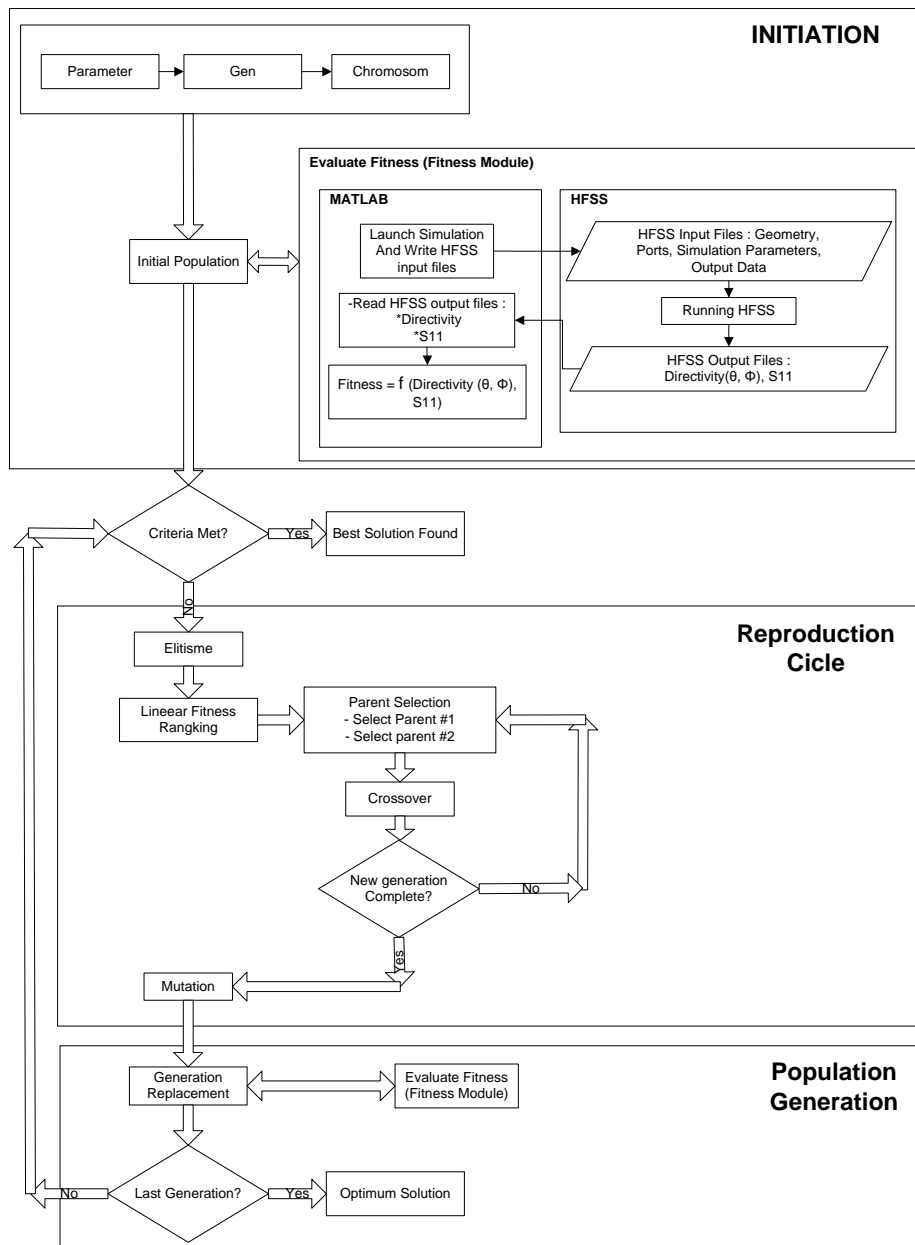 INITIATION
Parameter
Gen
Chromosom
Evaluate Fitness (Fitness Module)
MATLAB
HFSS
Launch Simulation
And Write HFSS
input files
HFSS Input Files : Geometry,
Ports, Simulation Parameters,
Output Data
Initial Population
-Read HFSS output files :
*Directivity
*S11
Running HFSS
HFSS Output Files :
Directivity(θ, Φ), S11
Fitness = f (Directivity (θ, Φ),
S11)
Criteria Met?
Yes
Best Solution Found
No
Reproduction
Cicle
Elitisme
Lineear Fitness
Rangking
Parent Selection
- Select Parent #1
- Select parent #2
Crossover
New generation
Complete?
No
Yes
Mutation
Population
Generation
Generation
Replacement
Evaluate Fitness
(Fitness Module)
Last Generation?
No
Yes
Optimum Solution